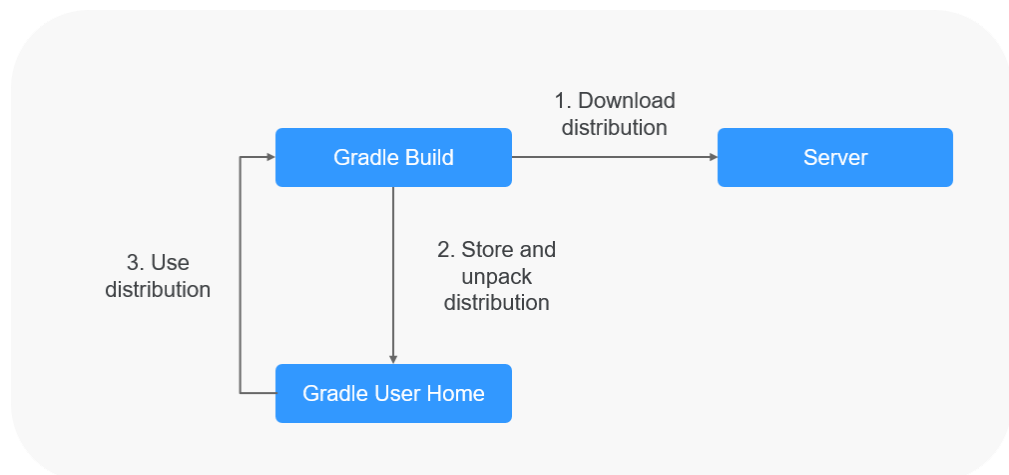 1. Download
distribution
Gradle Build
Server
3. Use
distribution
2. Store and
unpack
distribution
Gradle User Home